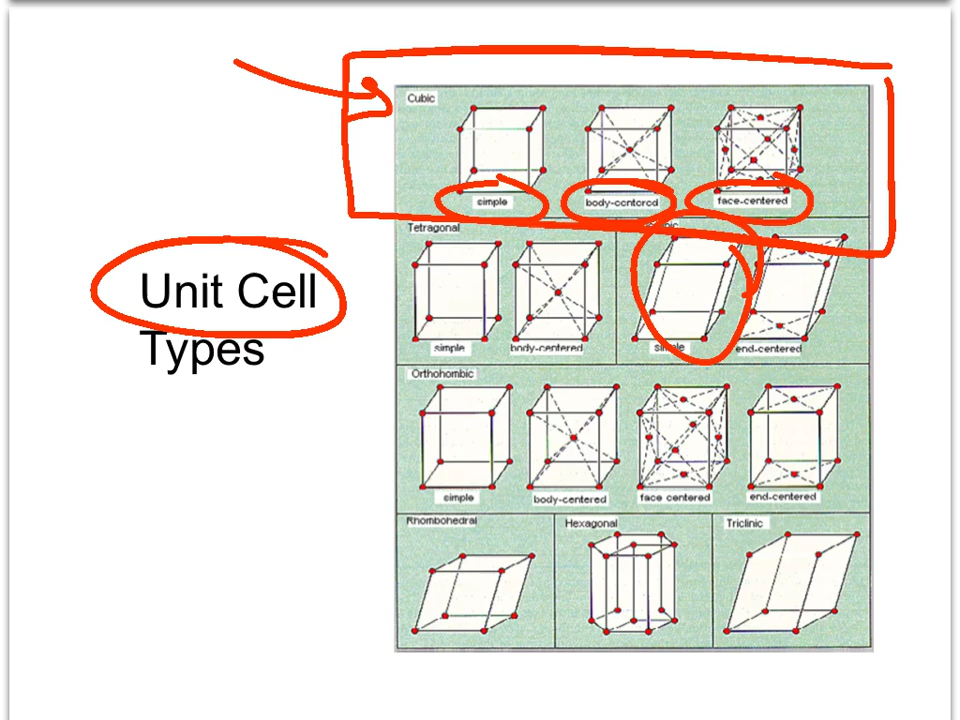 Cubic
simple
body-centered
face-centered
Tetragonal
Unit Cell
Types
simple
body-centered
simple
end-centered
Orthohombic
simple
body-centered
face centered
end-centered
Rhombohedral
Hexagonal
Triclinic